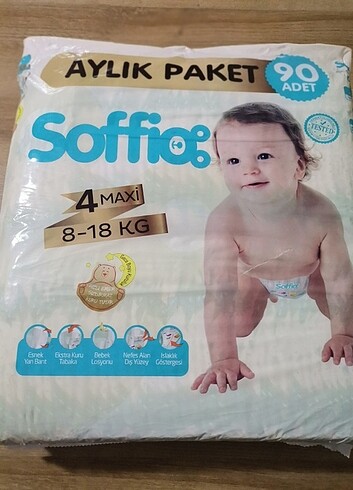 AYLIK PAKET
90
ADET
Soffio
TESTED
4 MAXİ
8-18 KG
Soffio
Esnek
Yan Bant
Ekstra Kuru
Tabaka
Bebek
Losyonu
Nefes Alan
Dış Yüzey
Islaklık
Göstergesi